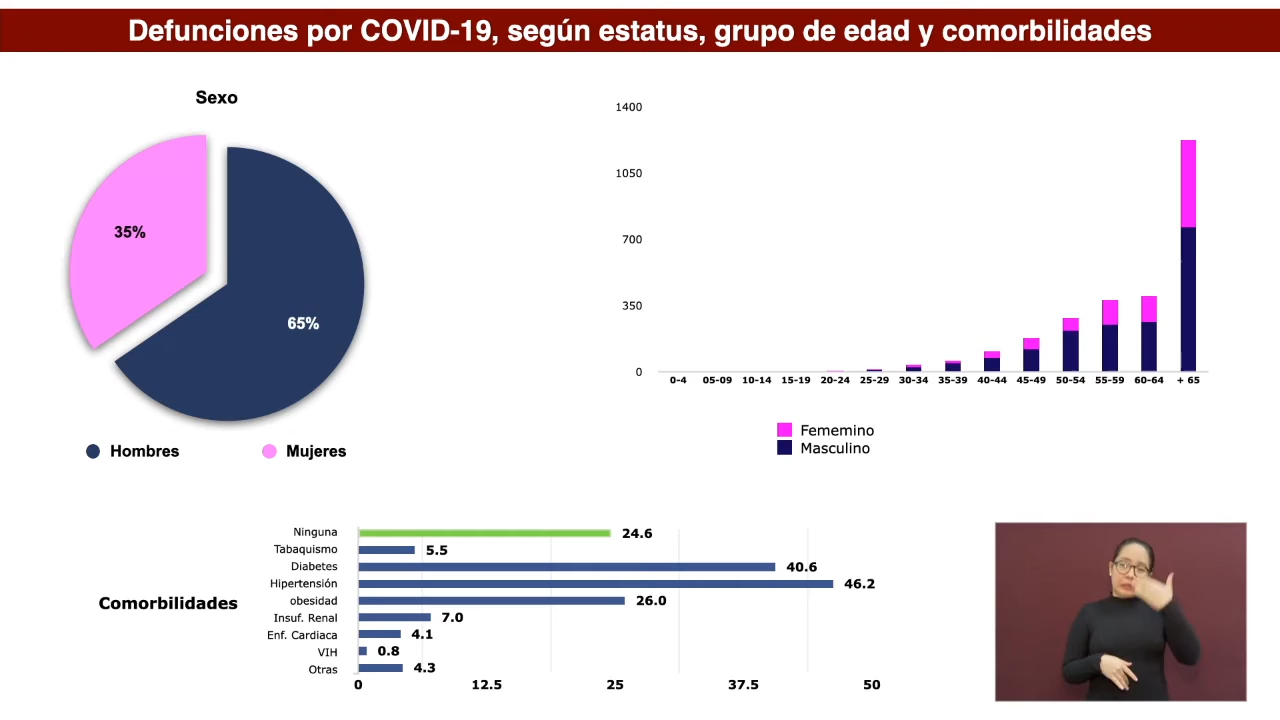 Defunciones por COVID-19, según estatus, grupo de edad y comorbilidades
Sexo
35%
65%
Hombres
Mujeres
1400
1050
700
350
0
0-4 05-09 10-14 15-19 20-24 25-29 30-34 35-39 40-44 45-49 50-54 55-59 60-64 + 65
Fememino
Masculino
Comorbilidades
Ninguna 24.6
Tabaquismo 5.5
Diabetes 40.6
Hipertensión 46.2
obesidad 26.0
Insuf. Renal 7.0
Enf. Cardiaca 4.1
VIH 0.8
Otras 4.3
0 12.5 25 37.5 50